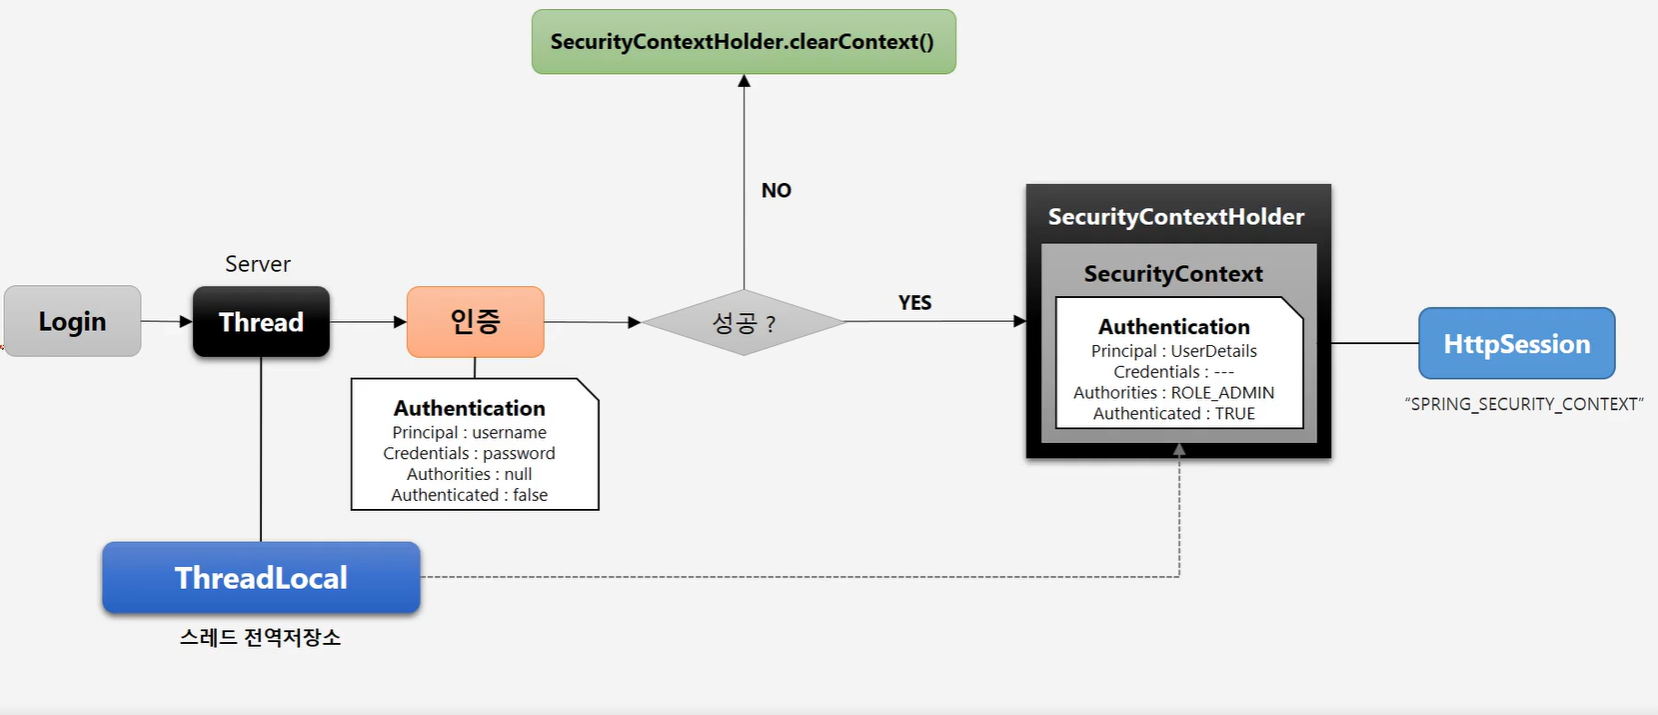 SecurityContextHolder.clearContext()
NO
Server
Login
Thread
인증
성공 ?
YES
SecurityContextHolder
SecurityContext
Authentication
Principal : UserDetails
Credentials : ---
Authorities : ROLE_ADMIN
Authenticated : TRUE
HttpSession
“SPRING_SECURITY_CONTEXT”
Authentication
Principal : username
Credentials : password
Authorities : null
Authenticated : false
ThreadLocal
스레드 전역저장소